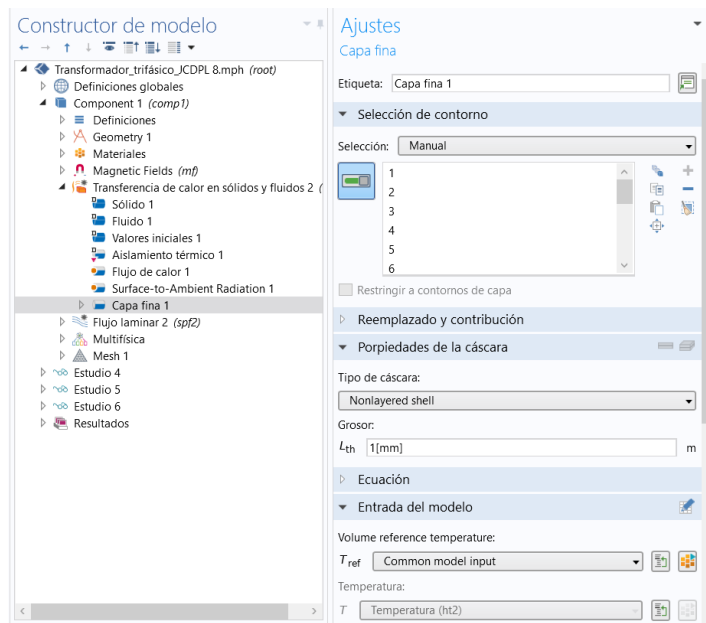 Constructor de modelo
Transformador_trifásico_JCDPL 8.mph (root)
Definiciones globales
Component 1 (comp1)
Definiciones
Geometry 1
Materiales
Magnetic Fields (mf)
Transferencia de calor en sólidos y fluidos 2 (
Sólido 1
Fluido 1
Valores iniciales 1
Aislamiento térmico 1
Flujo de calor 1
Surface-to-Ambient Radiation 1
Capa fina 1
Flujo laminar 2 (spf2)
Multifísica
Mesh 1
Estudio 4
Estudio 5
Estudio 6
Resultados
Ajustes
Capa fina
Etiqueta: Capa fina 1
Selección de contorno
Selección: Manual
1
2
3
4
5
6
Restringir a contornos de capa
Reemplazado y contribución
Porpiedades de la cáscara
Tipo de cáscara:
Nonlayered shell
Grosor:
Lth 1[mm] m
Ecuación
Entrada del modelo
Volume reference temperature:
Tref Common model input
Temperatura:
T Temperatura (ht2)